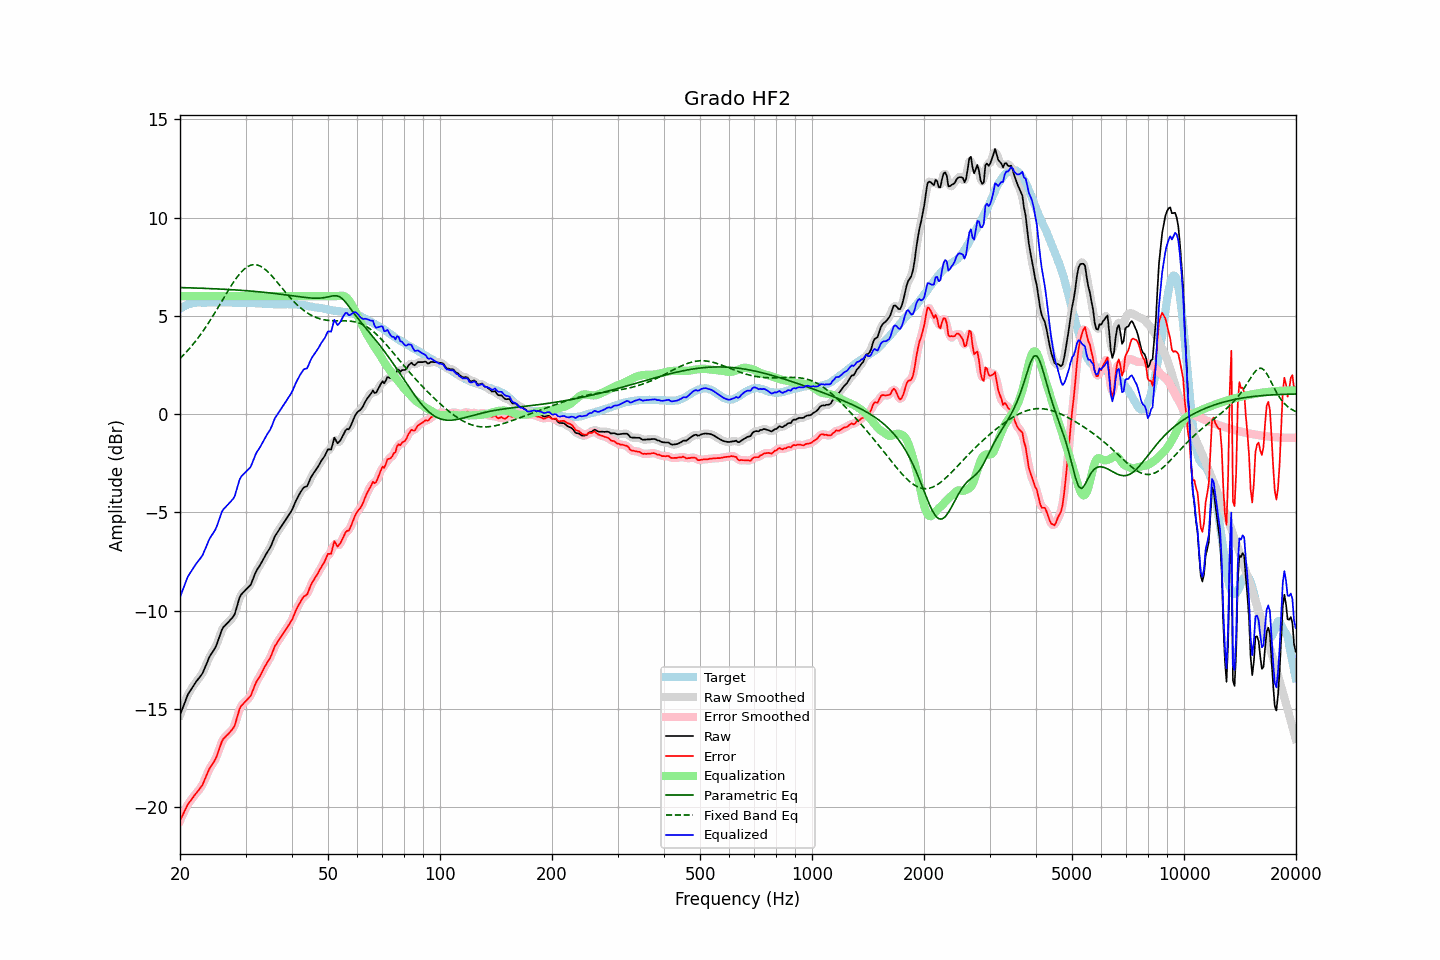 Grado HF2
15
10
5
0
−5
−10
−15
−20
Amplitude (dBr)
Target
Raw Smoothed
Error Smoothed
Raw
Error
Equalization
Parametric Eq
Fixed Band Eq
Equalized
20
50
100
200
500
1000
2000
5000
10000
20000
Frequency (Hz)